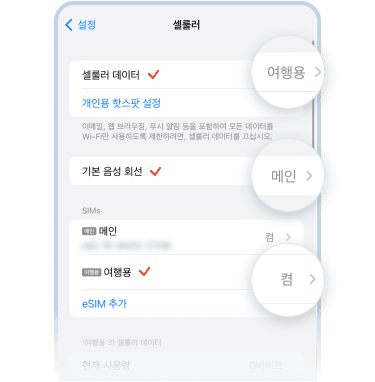 설정
셀룰러
셀룰러 데이터
여행용
개인용 핫스팟 설정
이메일, 웹 브라우징, 푸시 알림 등을 포함하여 모든 데이터를
Wi-Fi만 사용하도록 제한하려면, 셀룰러 데이터를 끄십시오.
기본 음성 회선
메인
SIMs
메인 메인
켬
여행용 여행용
켬
eSIM 추가
'여행용'의 셀룰러 데이터
현재 사용량 0바이트